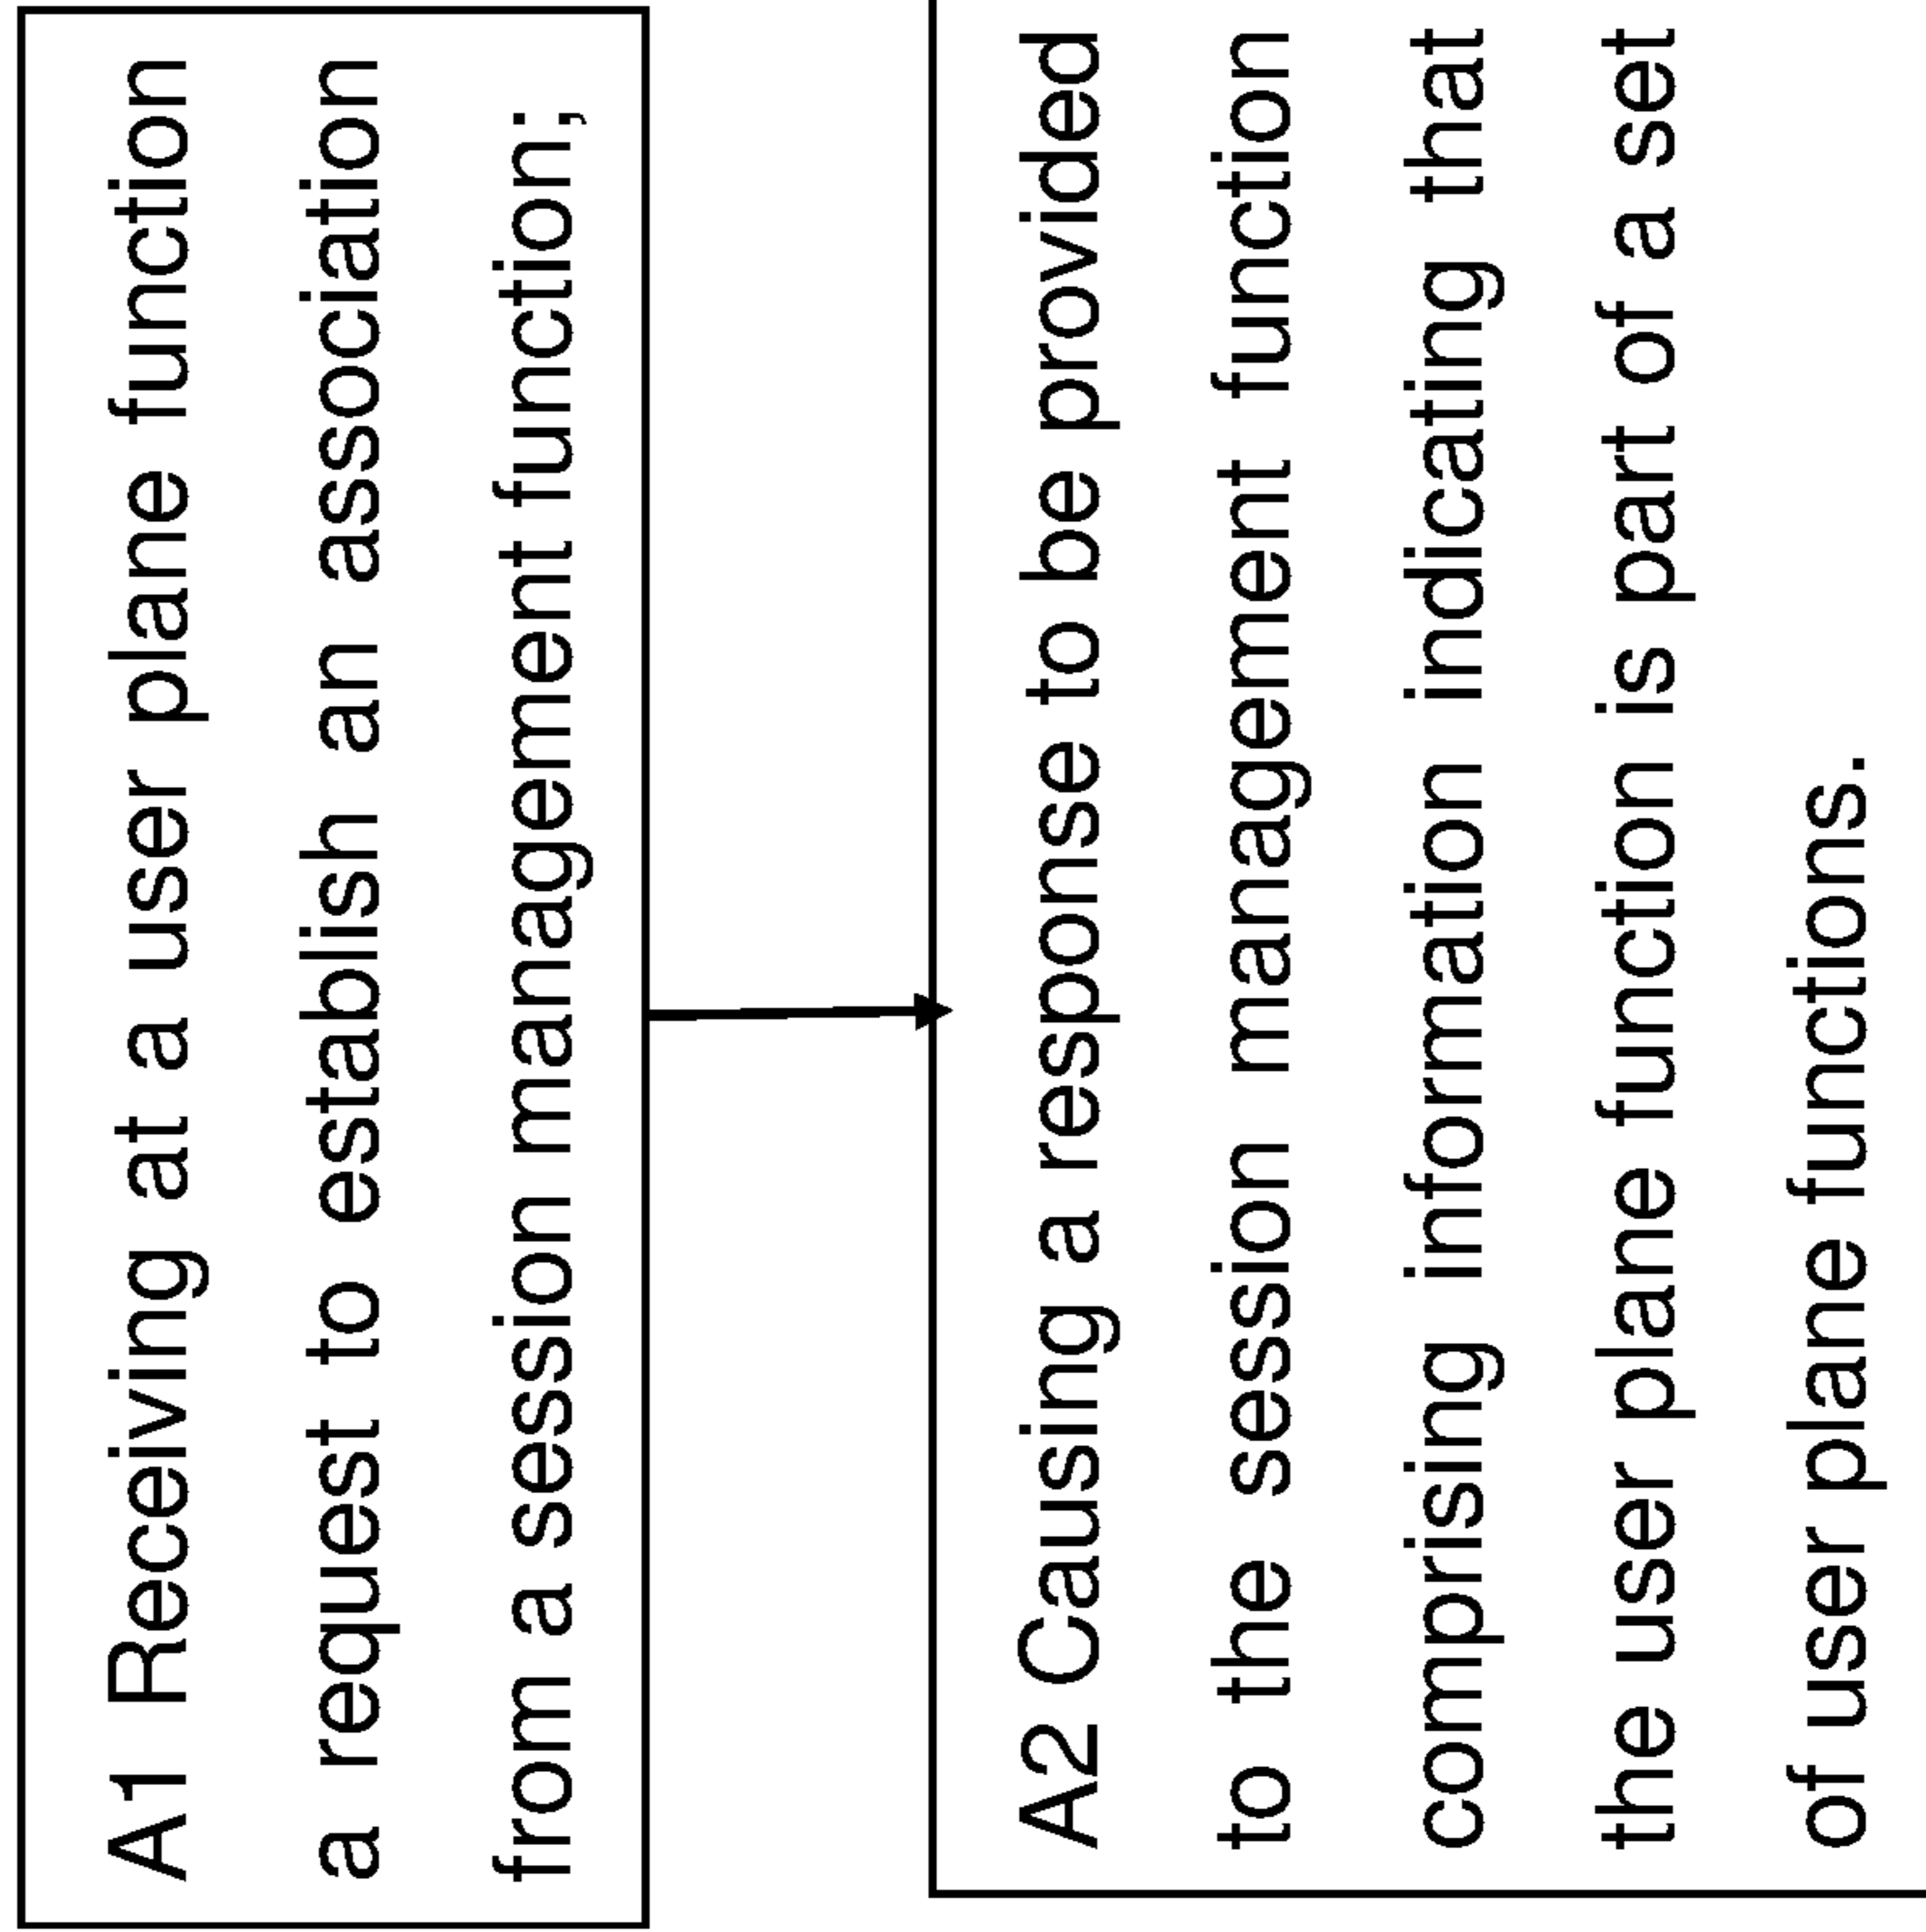 A1 Receiving at a user plane function
a request to establish an association
from a session management function;
A2 Causing a response to be provided
to the session management function
comprising information indicating that
the user plane function is part of a set
of user plane functions.